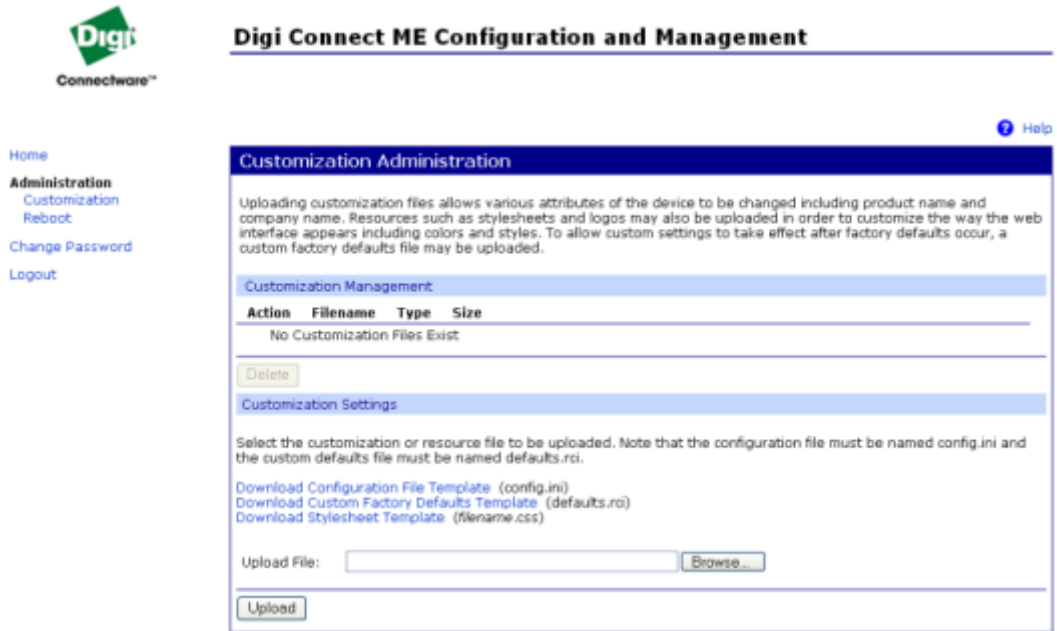 Digi
Connectware™
Digi Connect ME Configuration and Management
Help
Home
Administration
Customization
Reboot
Change Password
Logout
Customization Administration
Uploading customization files allows various attributes of the device to be changed including product name and
company name. Resources such as stylesheets and logos may also be uploaded in order to customize the way the web
interface appears including colors and styles. To allow custom settings to take effect after factory defaults occur, a
custom factory defaults file may be uploaded.
Customization Management
Action Filename Type Size
No Customization Files Exist
Delete
Customization Settings
Select the customization or resource file to be uploaded. Note that the configuration file must be named config.ini and
the custom defaults file must be named defaults.rci.
Download Configuration File Template (config.ini)
Download Custom Factory Defaults Template (defaults.rci)
Download Stylesheet Template (filename.css)
Upload File: Browse...
Upload